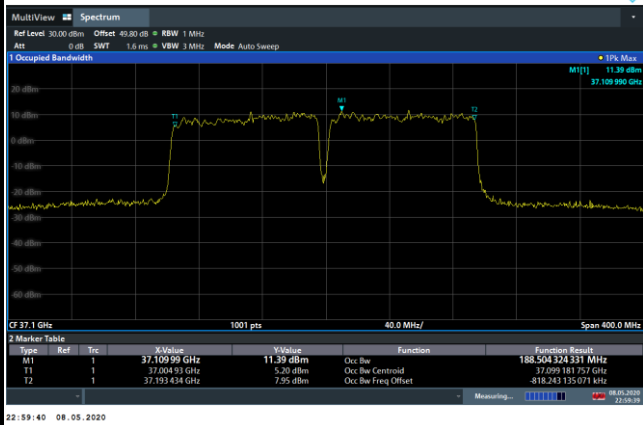 MultiView Spectrum
Ref Level 30.00 dBm Offset 49.80 dB RBW 1 MHz
Att 0 dB SWT 1.6 ms VBW 3 MHz Mode Auto Sweep
1 Occupied Bandwidth 1Pk Max
M1[1] 11.39 dBm
37.109 990 GHz
20 dBm
M1
10 dBm
T1
T2
0 dBm
-10 dBm
-20 dBm
-30 dBm
-40 dBm
-50 dBm
-60 dBm
CF 37.1 GHz 1001 pts 40.0 MHz/ Span 400.0 MHz
2 Marker Table
Type Ref Trc X-Value Y-Value Function Function Result
M1 1 37.109 99 GHz 11.39 dBm Occ Bw 188.504 324 331 MHz
T1 1 37.004 93 GHz 5.20 dBm Occ Bw Centroid 37.099 181 757 GHz
T2 1 37.193 434 GHz 7.95 dBm Occ Bw Freq Offset -818.243 135 071 kHz
Measuring... 08.05.2020
22:59:39
22:59:40 08.05.2020